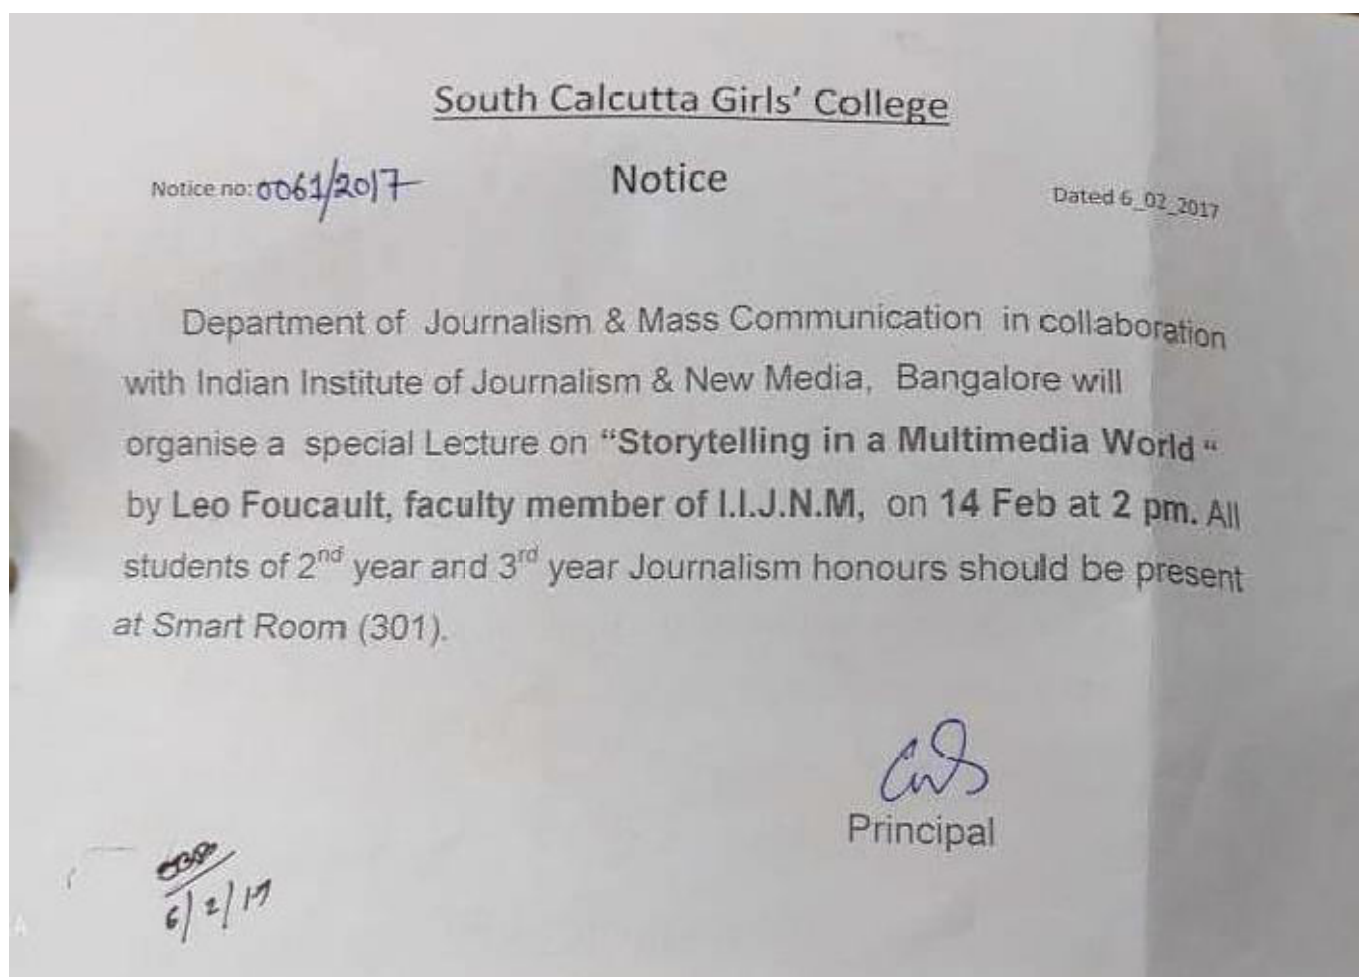 South Calcutta Girls' College
Notice no: 0061/2017 Notice Dated 6_02_2017
Department of Journalism & Mass Communication in collaboration
with Indian Institute of Journalism & New Media, Bangalore will
organise a special Lecture on “Storytelling in a Multimedia World “
by Leo Foucault, faculty member of I.I.J.N.M, on 14 Feb at 2 pm. All
students of 2nd year and 3rd year Journalism honours should be present
at Smart Room (301).
Principal
6/2/17